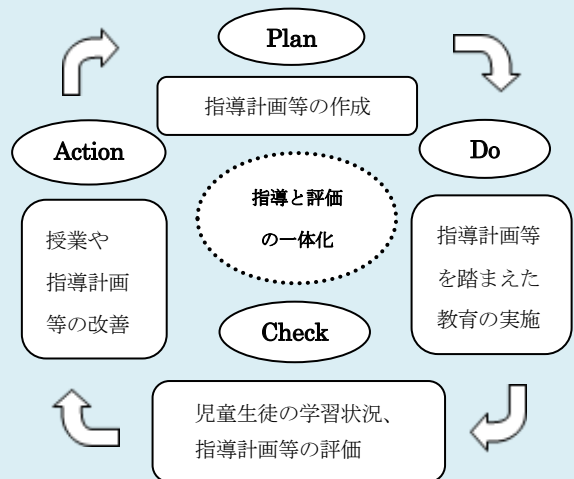 Plan
指導計画等の作成
Do
指導計画等
を踏まえた
教育の実施
Check
児童生徒の学習状況、
指導計画等の評価
Action
授業や
指導計画
等の改善
指導と評価
の一体化